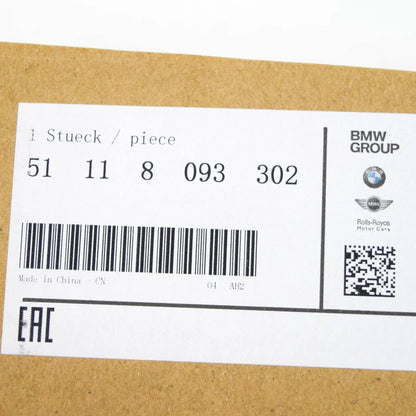 1 Stueck / piece
51 11 8 093 302
Made in China - CN
04 AH2
EAC
BMW
GROUP
MINI
Rolls-Royce
Motor Cars